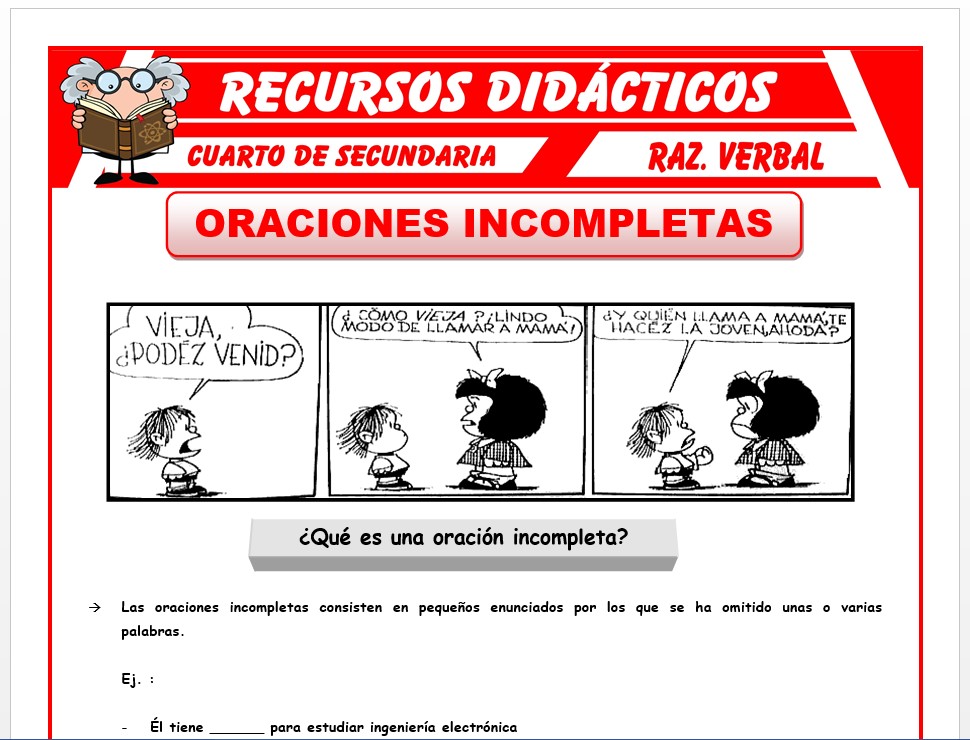 RECURSOS DIDÁCTICOS
CUARTO DE SECUNDARIA
RAZ. VERBAL
ORACIONES INCOMPLETAS
VIEJA,
¿PODÉZ VENID?
¿ CÓMO VIEJA ?¡LINDO
MODO DE LLAMAR A MAMÁ!
¿Y QUIÉN LLAMA A MAMÁ,TE
HACÉZ LA JOVEN,AHODA?
¿Qué es una oración incompleta?
→ Las oraciones incompletas consisten en pequeños enunciados por los que se ha omitido unas o varias
palabras.
Ej. :
- Él tiene ______ para estudiar ingeniería electrónica